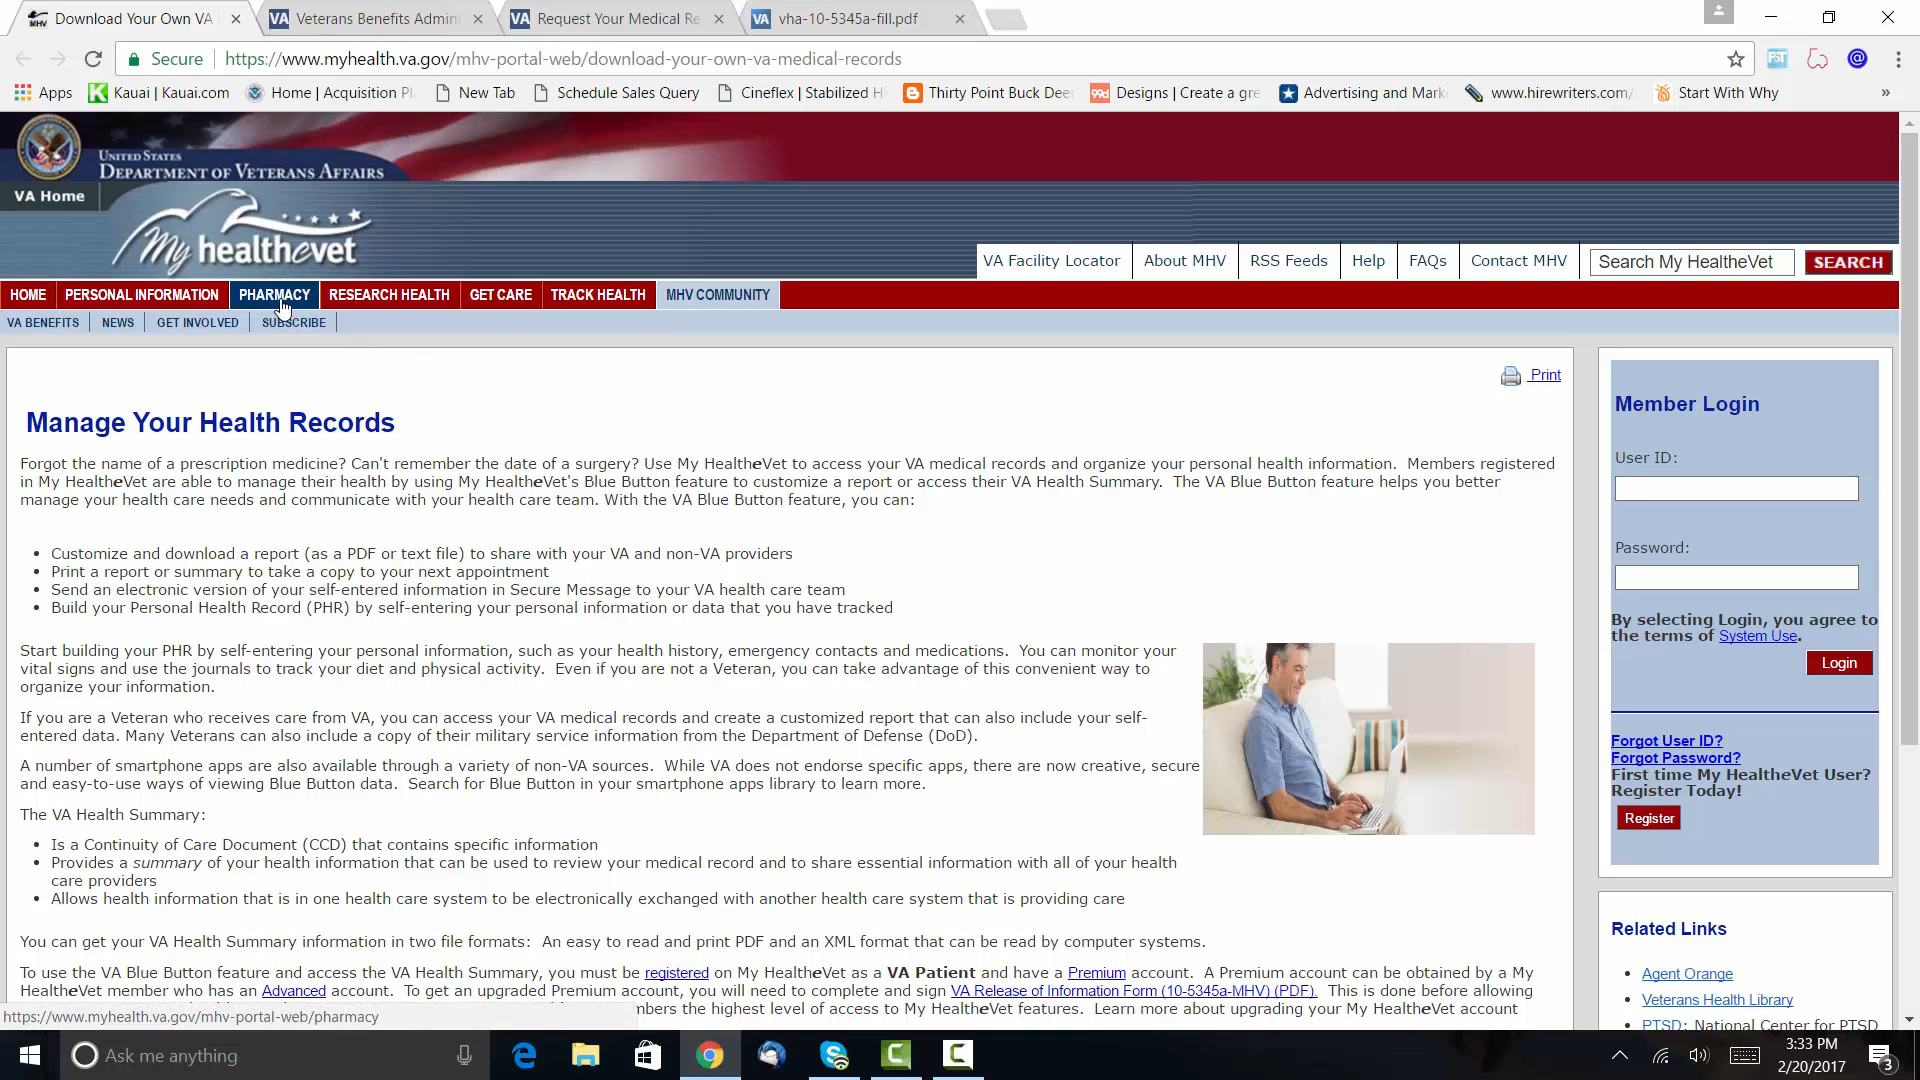 Download Your Own VA
Veterans Benefits Admin
Request Your Medical Re
vha-10-5345a-fill.pdf
Secure
https://www.myhealth.va.gov/mhv-portal-web/download-your-own-va-medical-records
Apps
Kauai | Kauai.com
Home | Acquisition Pl
New Tab
Schedule Sales Query
Cineflex | Stabilized H
Thirty Point Buck Dee
Designs | Create a gre
Advertising and Mark
www.hirewriters.com/
Start With Why
»
UNITED STATES
DEPARTMENT OF VETERANS AFFAIRS
VA Home
My healthevet
VA Facility Locator
About MHV
RSS Feeds
Help
FAQs
Contact MHV
Search My HealtheVet
SEARCH
HOME
PERSONAL INFORMATION
PHARMACY
RESEARCH HEALTH
GET CARE
TRACK HEALTH
MHV COMMUNITY
VA BENEFITS
NEWS
GET INVOLVED
SUBSCRIBE
Print
Manage Your Health Records
Forgot the name of a prescription medicine? Can't remember the date of a surgery? Use My HealtheVet to access your VA medical records and organize your personal health information. Members registered
in My HealtheVet are able to manage their health by using My HealtheVet's Blue Button feature to customize a report or access their VA Health Summary. The VA Blue Button feature helps you better
manage your health care needs and communicate with your health care team. With the VA Blue Button feature, you can:
• Customize and download a report (as a PDF or text file) to share with your VA and non-VA providers
• Print a report or summary to take a copy to your next appointment
• Send an electronic version of your self-entered information in Secure Message to your VA health care team
• Build your Personal Health Record (PHR) by self-entering your personal information or data that you have tracked
Start building your PHR by self-entering your personal information, such as your health history, emergency contacts and medications. You can monitor your
vital signs and use the journals to track your diet and physical activity. Even if you are not a Veteran, you can take advantage of this convenient way to
organize your information.
If you are a Veteran who receives care from VA, you can access your VA medical records and create a customized report that can also include your self-
entered data. Many Veterans can also include a copy of their military service information from the Department of Defense (DoD).
A number of smartphone apps are also available through a variety of non-VA sources. While VA does not endorse specific apps, there are now creative, secure
and easy-to-use ways of viewing Blue Button data. Search for Blue Button in your smartphone apps library to learn more.
The VA Health Summary:
• Is a Continuity of Care Document (CCD) that contains specific information
• Provides a summary of your health information that can be used to review your medical record and to share essential information with all of your health
care providers
• Allows health information that is in one health care system to be electronically exchanged with another health care system that is providing care
You can get your VA Health Summary information in two file formats: An easy to read and print PDF and an XML format that can be read by computer systems.
To use the VA Blue Button feature and access the VA Health Summary, you must be registered on My HealtheVet as a VA Patient and have a Premium account. A Premium account can be obtained by a My
HealtheVet member who has an Advanced account. To get an upgraded Premium account, you will need to complete and sign VA Release of Information Form (10-5345a-MHV) (PDF). This is done before allowing
mbers the highest level of access to My HealtheVet features. Learn more about upgrading your My HealtheVet account
https://www.myhealth.va.gov/mhv-portal-web/pharmacy
Member Login
User ID:
Password:
By selecting Login, you agree to
the terms of System Use.
Login
Forgot User ID?
Forgot Password?
First time My HealtheVet User?
Register Today!
Register
Related Links
• Agent Orange
• Veterans Health Library
• PTSD: National Center for PTSD
Ask me anything
3:33 PM
2/20/2017
3